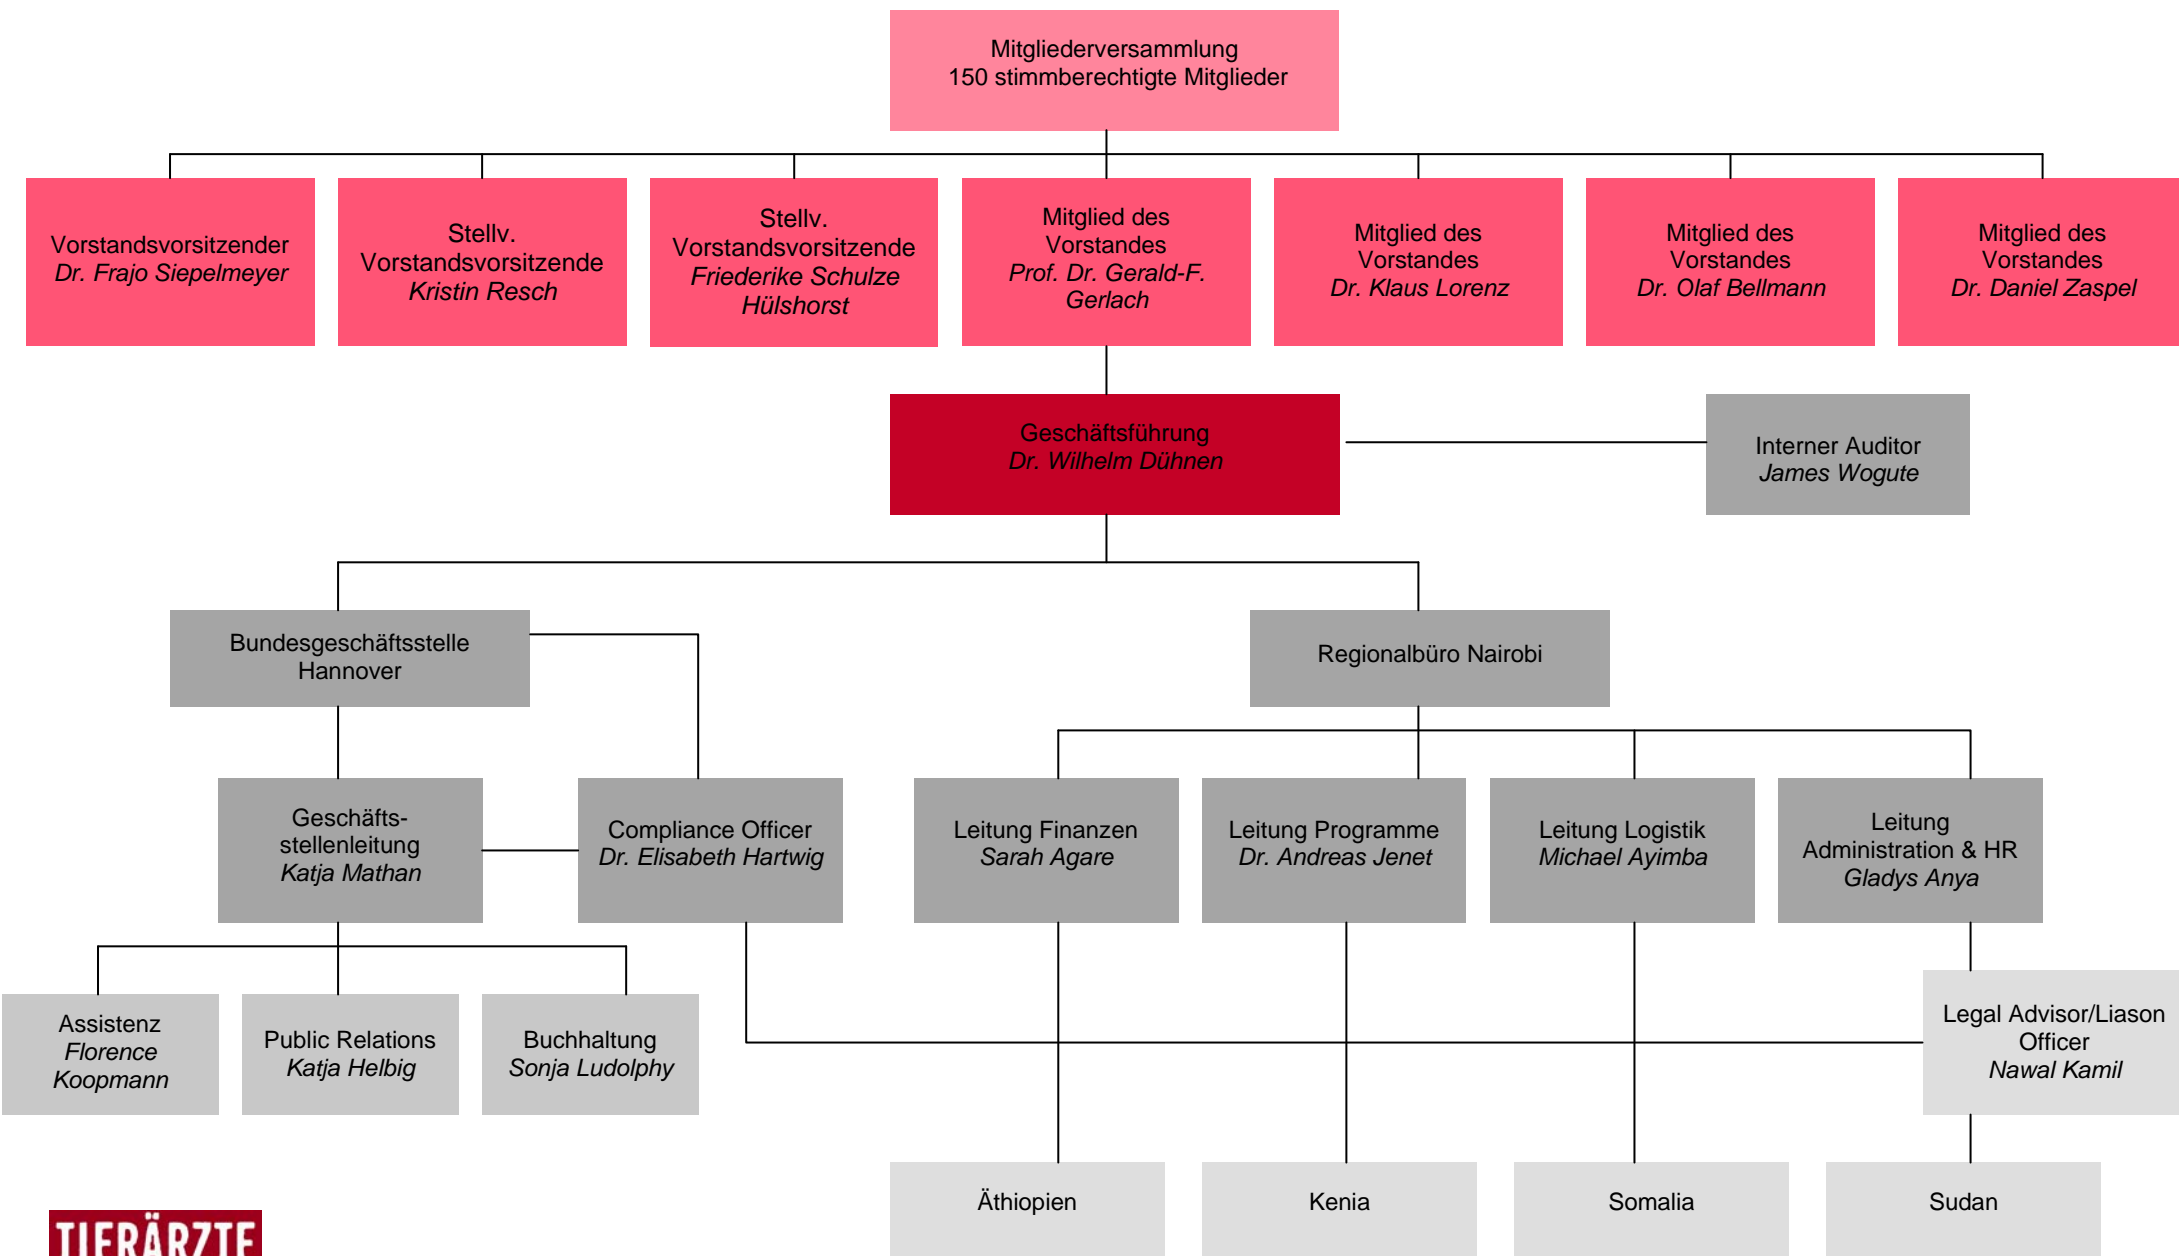 Mitgliederversammlung
150 stimmberechtigte Mitglieder
Vorstandsvorsitzender
Dr. Frajo Siepelmeyer
Stellv.
Vorstandsvorsitzende
Kristin Resch
Stellv.
Vorstandsvorsitzende
Friederike Schulze
Hülshorst
Mitglied des
Vorstandes
Prof. Dr. Gerald-F.
Gerlach
Mitglied des
Vorstandes
Dr. Klaus Lorenz
Mitglied des
Vorstandes
Dr. Olaf Bellmann
Mitglied des
Vorstandes
Dr. Daniel Zaspel
Geschäftsführung
Dr. Wilhelm Dühnen
Interner Auditor
James Wogute
Bundesgeschäftsstelle
Hannover
Regionalbüro Nairobi
Geschäfts-
stellenleitung
Katja Mathan
Compliance Officer
Dr. Elisabeth Hartwig
Leitung Finanzen
Sarah Agare
Leitung Programme
Dr. Andreas Jenet
Leitung Logistik
Michael Ayimba
Leitung
Administration & HR
Gladys Anya
Assistenz
Florence
Koopmann
Public Relations
Katja Helbig
Buchhaltung
Sonja Ludolphy
Legal Advisor/Liason
Officer
Nawal Kamil
Äthiopien
Kenia
Somalia
Sudan
TIERÄRZTE